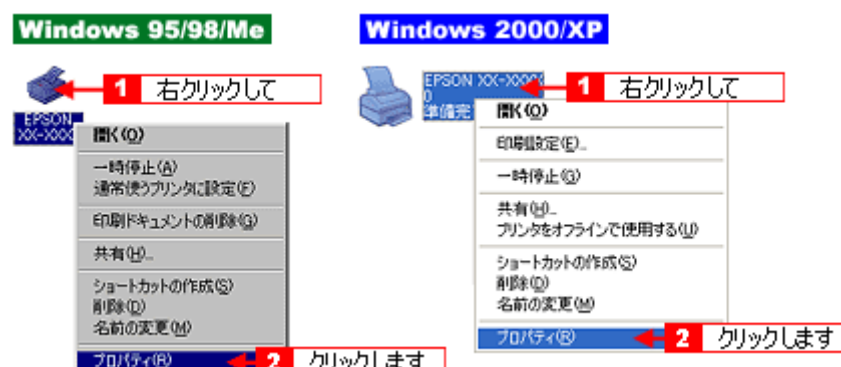 Windows 95/98/Me
1 右クリックして
EPSON
XX-XXXX
開く(O)
一時停止(A)
通常使うプリンタに設定(F)
印刷ドキュメントの削除(G)
共有(H)...
ショートカットの作成(S)
削除(D)
名前の変更(M)
プロパティ(R)
2 クリックします
Windows 2000/XP
EPSON XX-XXXX
0
準備完
1 右クリックして
開く(O)
印刷設定(E)...
一時停止(G)
共有(H)...
プリンタをオフラインで使用する(U)
ショートカットの作成(S)
削除(D)
名前の変更(M)
プロパティ(R)
2 クリックします